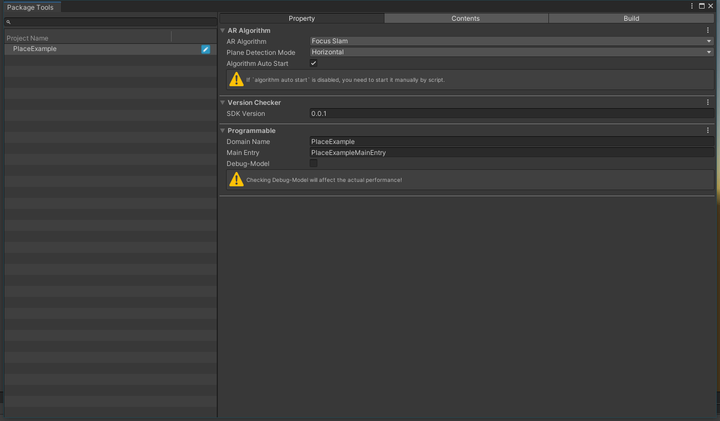 Package Tools
Project Name
PlaceExample
Property
Contents
Build
AR Algorithm
AR Algorithm
Focus Slam
Plane Detection Mode
Horizontal
Algorithm Auto Start
If `algorithm auto start` is disabled, you need to start it manually by script.
Version Checker
SDK Version
0.0.1
Programmable
Domain Name
PlaceExample
Main Entry
PlaceExampleMainEntry
Debug-Model
Checking Debug-Model will affect the actual performance!